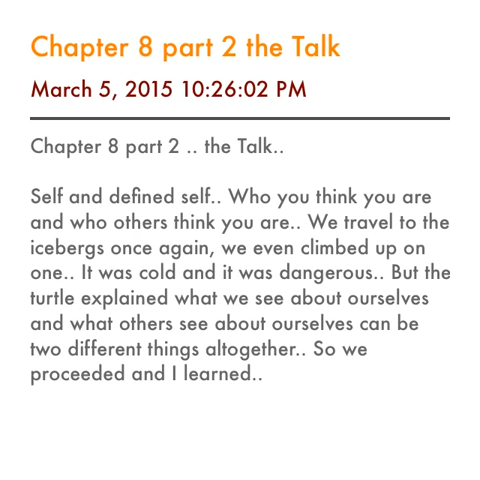 Chapter 8 part 2 the Talk
March 5, 2015 10:26:02 PM
Chapter 8 part 2 .. the Talk..
Self and defined self.. Who you think you are
and who others think you are.. We travel to the
icebergs once again, we even climbed up on
one.. It was cold and it was dangerous.. But the
turtle explained what we see about ourselves
and what others see about ourselves can be
two different things altogether.. So we
proceeded and I learned..